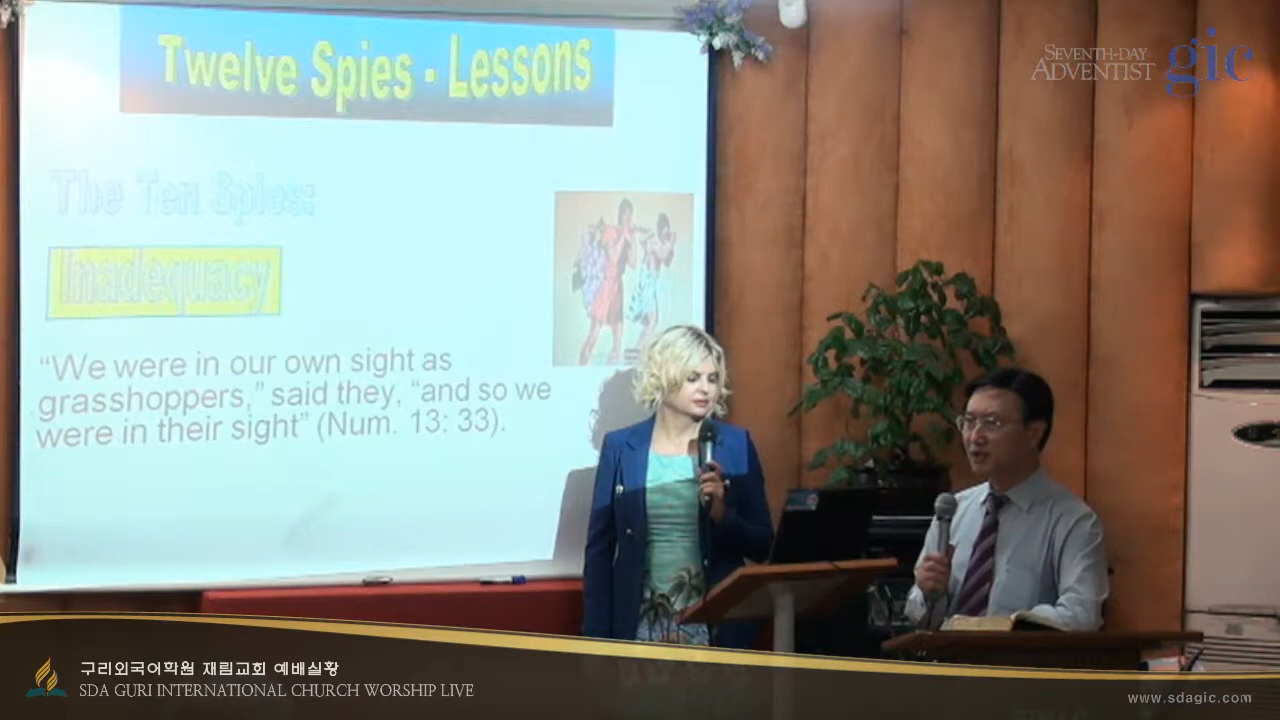 Twelve Spies - Lessons
SEVENTH-DAY
ADVENTIST gic
The Ten Spies:
Inadequacy
“We were in our own sight as
grasshoppers,” said they, “and so we
were in their sight” (Num. 13: 33).
구리외국어학원 재림교회 예배실황
SDA GURI INTERNATIONAL CHURCH WORSHIP LIVE
www.sdagic.com